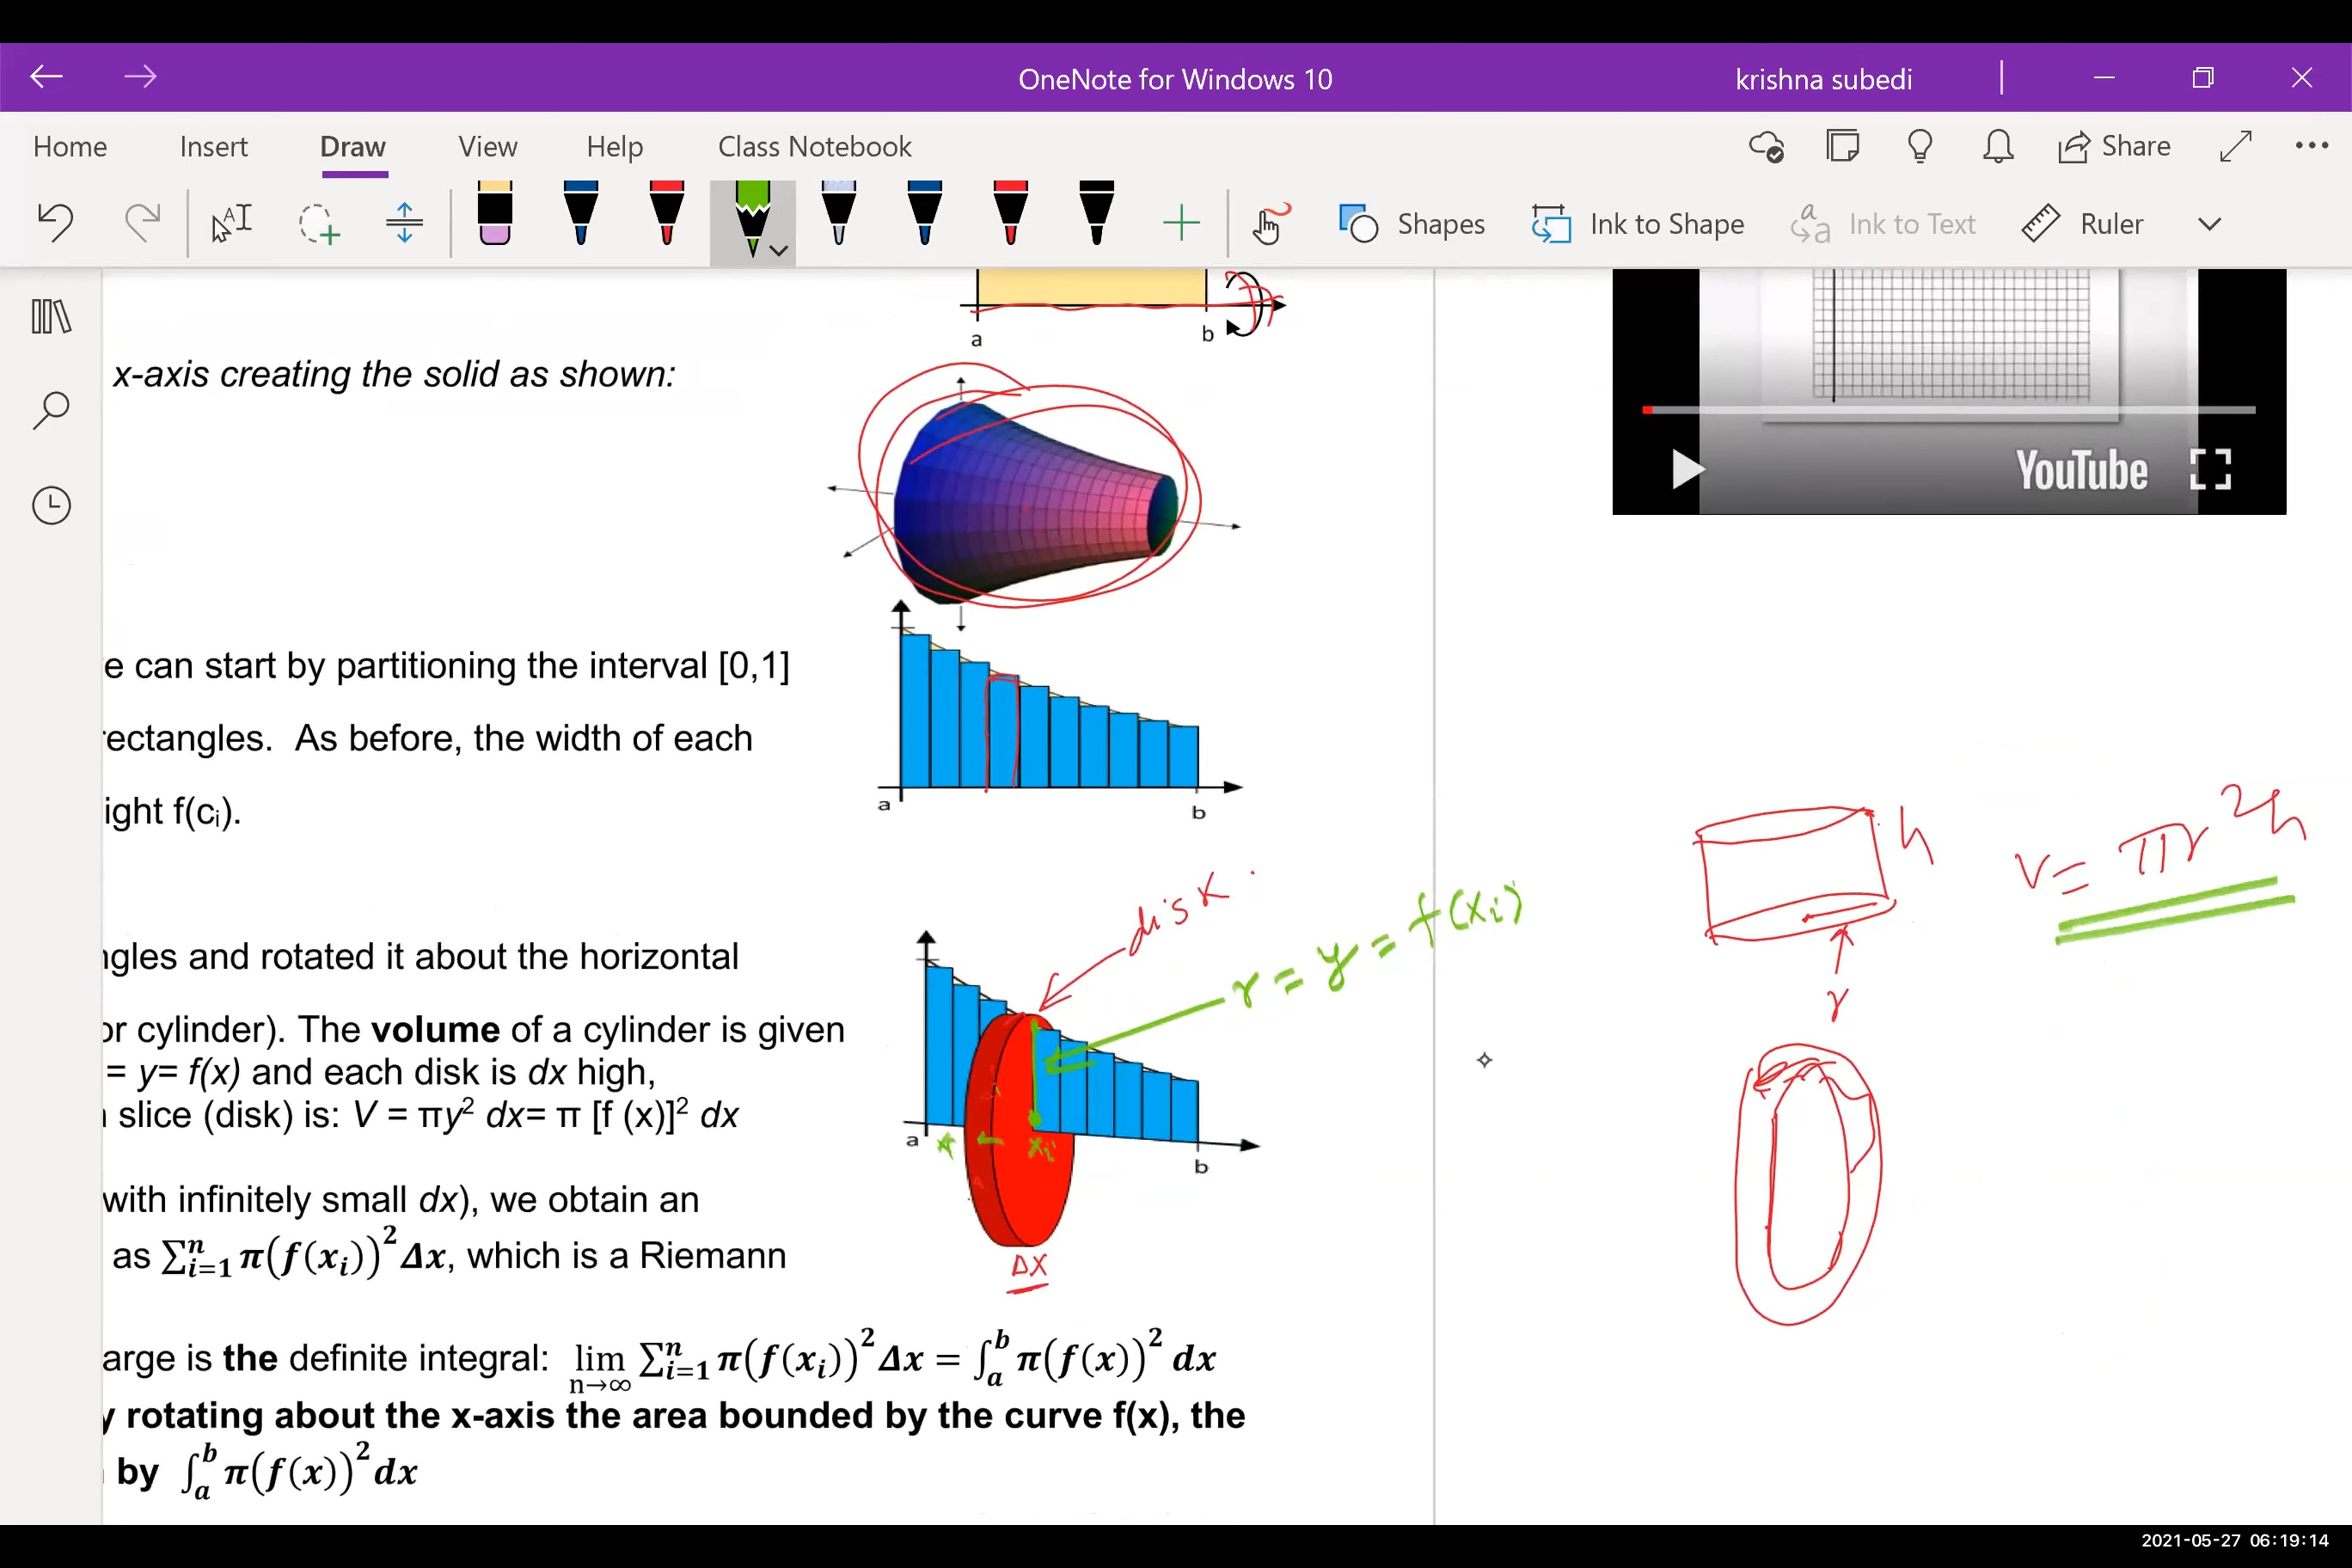 OneNote for Windows 10
krishna subedi
Home Insert Draw View Help Class Notebook
Share
Shapes
Ink to Shape
Ink to Text
Ruler
a b
x-axis creating the solid as shown:
YouTube
e can start by partitioning the interval [0,1]
rectangles. As before, the width of each
ight f(cᵢ).
a b
h
V = πr²h
r
disk
r = y = f(xi)
ngles and rotated it about the horizontal
or cylinder). The volume of a cylinder is given
= y= f(x) and each disk is dx high,
slice (disk) is: V = πy² dx= π [f (x)]² dx
a xi b
with infinitely small dx), we obtain an
as ∑ⁿᵢ₌₁ π(f(xᵢ))² Δx, which is a Riemann
Δx
arge is the definite integral: lim n→∞ ∑ⁿᵢ₌₁ π(f(xᵢ))² Δx = ∫ₐᵇ π(f(x))² dx
y rotating about the x-axis the area bounded by the curve f(x), the
by ∫ₐᵇ π(f(x))² dx
2021-05-27 06:19:14